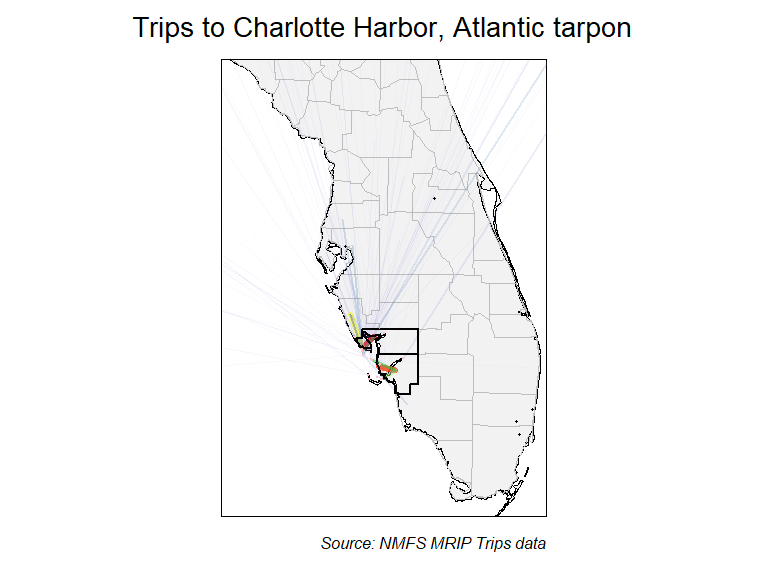 Trips to Charlotte Harbor, Atlantic tarpon
Source: NMFS MRIP Trips data